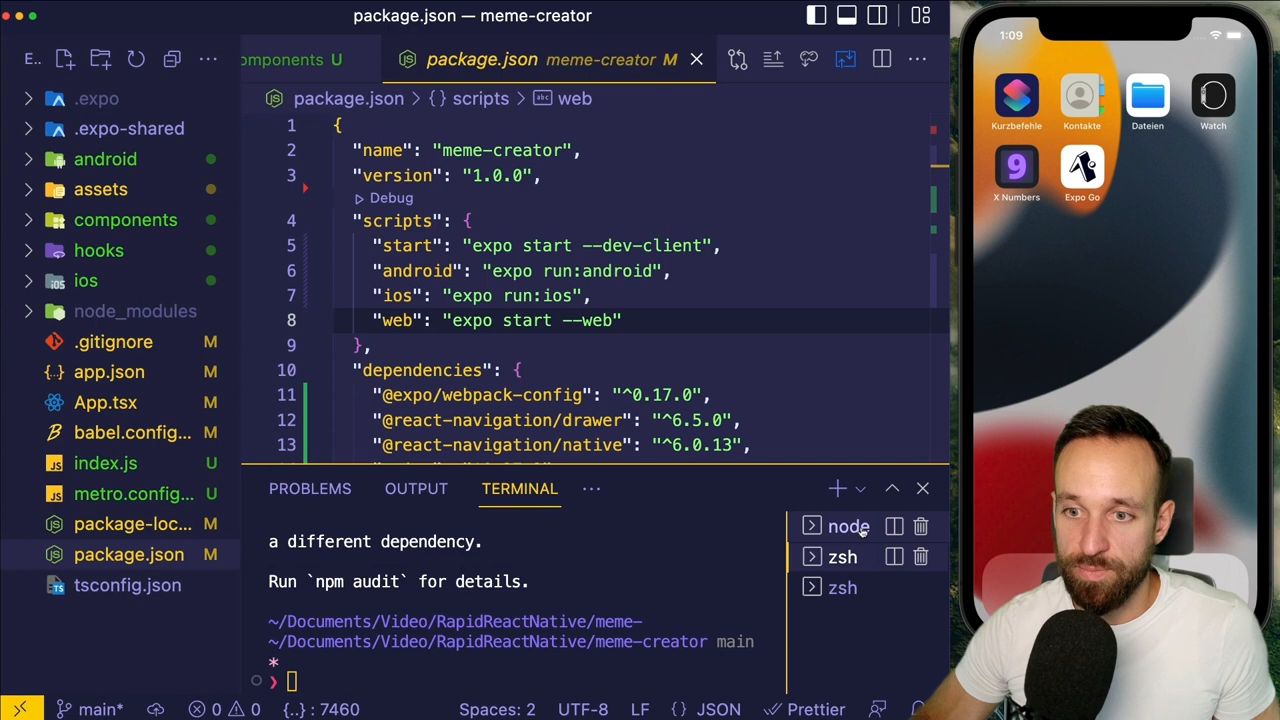 package.json — meme-creator
E..
omponents U
package.json meme-creator M
package.json > {} scripts > abc web
.expo
.expo-shared
android
assets
components
hooks
ios
node_modules
.gitignore M
app.json M
App.tsx M
babel.config... M
index.js U
metro.config... U
package-loc... M
package.json M
tsconfig.json
1 {
2 "name": "meme-creator",
3 "version": "1.0.0",
Debug
4 "scripts": {
5 "start": "expo start --dev-client",
6 "android": "expo run:android",
7 "ios": "expo run:ios",
8 "web": "expo start --web"
9 },
10 "dependencies": {
11 "@expo/webpack-config": "^0.17.0",
12 "@react-navigation/drawer": "^6.5.0",
13 "@react-navigation/native": "^6.0.13",
PROBLEMS OUTPUT TERMINAL ...
a different dependency.
Run `npm audit` for details.
~/Documents/Video/RapidReactNative/meme-
~/Documents/Video/RapidReactNative/meme-creator main
*
❯
node
zsh
zsh
main* 0 0 {..} : 7460 Spaces: 2 UTF-8 LF {} JSON Prettier
1:09
Kurzbefehle Kontakte Dateien Watch
9
X Numbers Expo Go